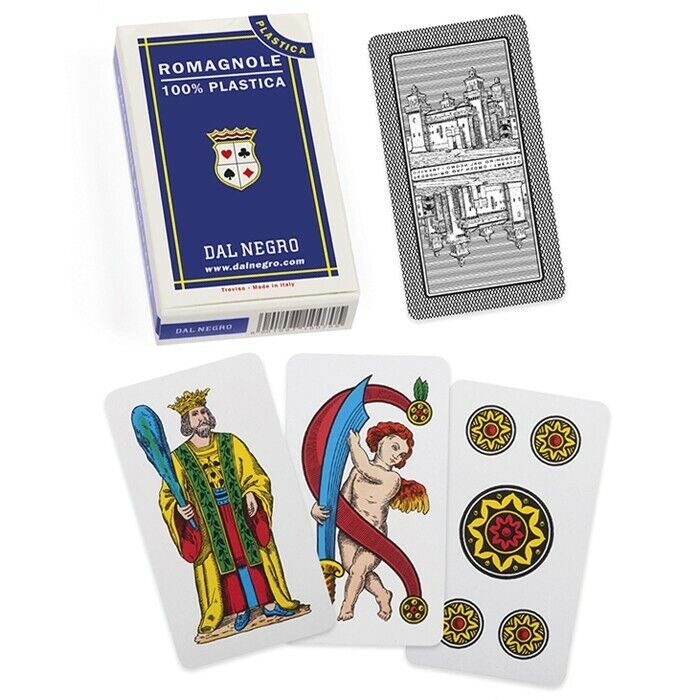 PLASTICA
ROMAGNOLE
100% PLASTICA
DAL NEGRO
www.dalnegro.com
Treviso - Made in Italy
DAL NEGRO